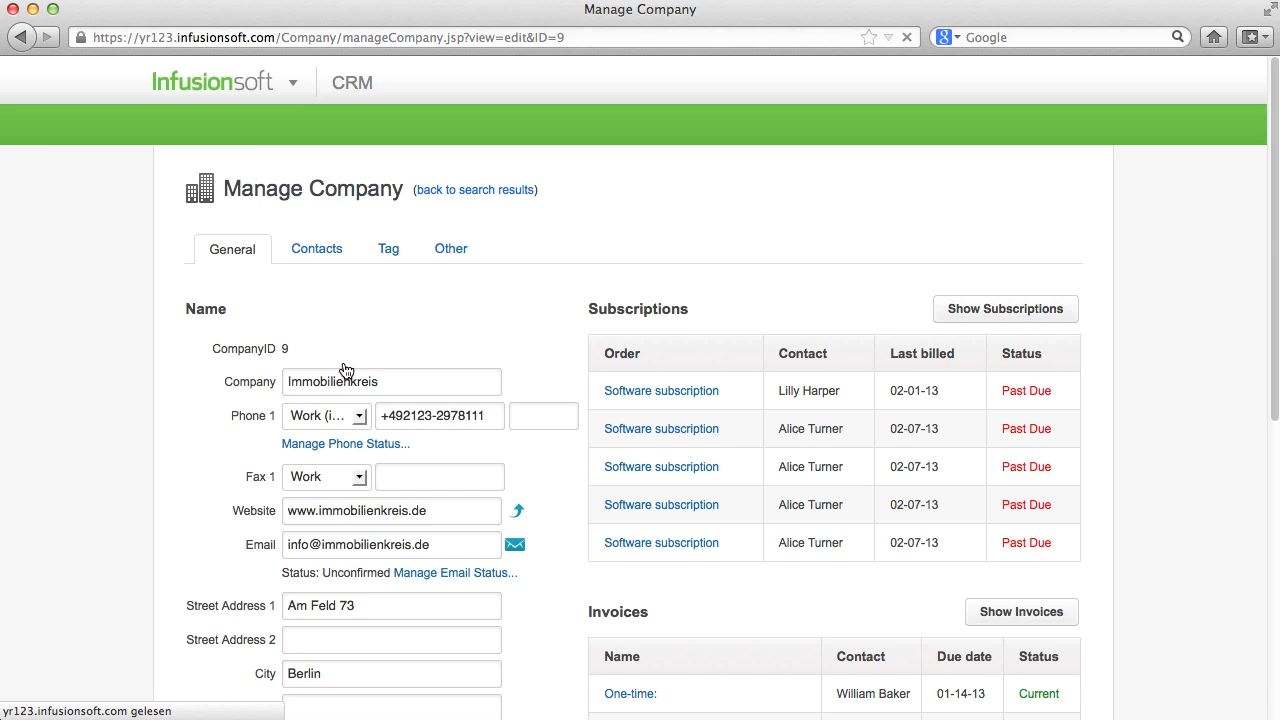 Manage Company
https://yr123.infusionsoft.com/Company/manageCompany.jsp?view=edit&ID=9
Google
Infusionsoft CRM
Manage Company (back to search results)
General Contacts Tag Other
Name
CompanyID 9
Company Immobilienkreis
Phone 1 Work (i... +492123-2978111
Manage Phone Status...
Fax 1 Work
Website www.immobilienkreis.de
Email info@immobilienkreis.de
Status: Unconfirmed Manage Email Status...
Street Address 1 Am Feld 73
Street Address 2
City Berlin
Subscriptions Show Subscriptions
Order Contact Last billed Status
Software subscription Lilly Harper 02-01-13 Past Due
Software subscription Alice Turner 02-07-13 Past Due
Software subscription Alice Turner 02-07-13 Past Due
Software subscription Alice Turner 02-07-13 Past Due
Software subscription Alice Turner 02-07-13 Past Due
Invoices Show Invoices
Name Contact Due date Status
One-time: William Baker 01-14-13 Current
yr123.infusionsoft.com gelesen